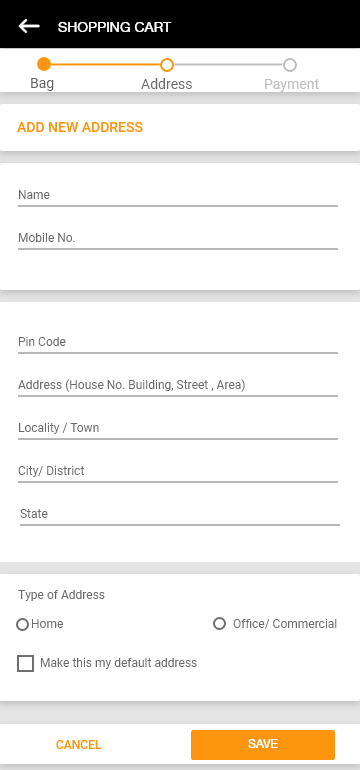 SHOPPING CART
Bag Address Payment
ADD NEW ADDRESS
Name
Mobile No.
Pin Code
Address (House No. Building, Street , Area)
Locality / Town
City/ District
State
Type of Address
Home Office/ Commercial
Make this my default address
CANCEL SAVE